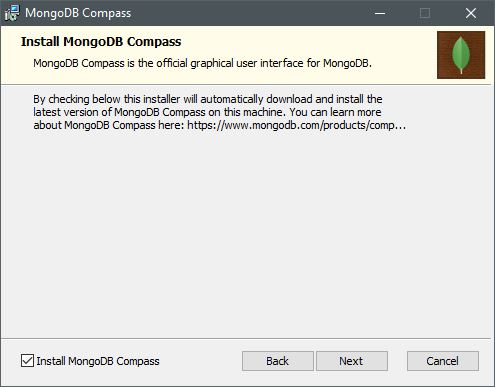 MongoDB Compass
Install MongoDB Compass
MongoDB Compass is the official graphical user interface for MongoDB.
By checking below this installer will automatically download and install the
latest version of MongoDB Compass on this machine. You can learn more
about MongoDB Compass here: https://www.mongodb.com/products/comp...
Install MongoDB Compass
Back
Next
Cancel